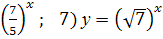 (7/5)^x ;   7) y = (√7)^x